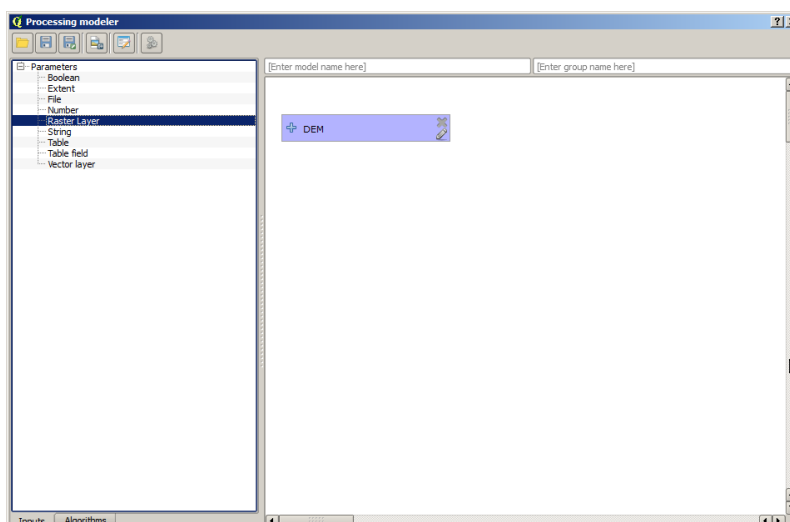 Processing modeler
[Enter model name here]
[Enter group name here]
Parameters
Boolean
Extent
File
Number
Raster Layer
String
Table
Table field
Vector layer
DEM
Inputs
Algorithms